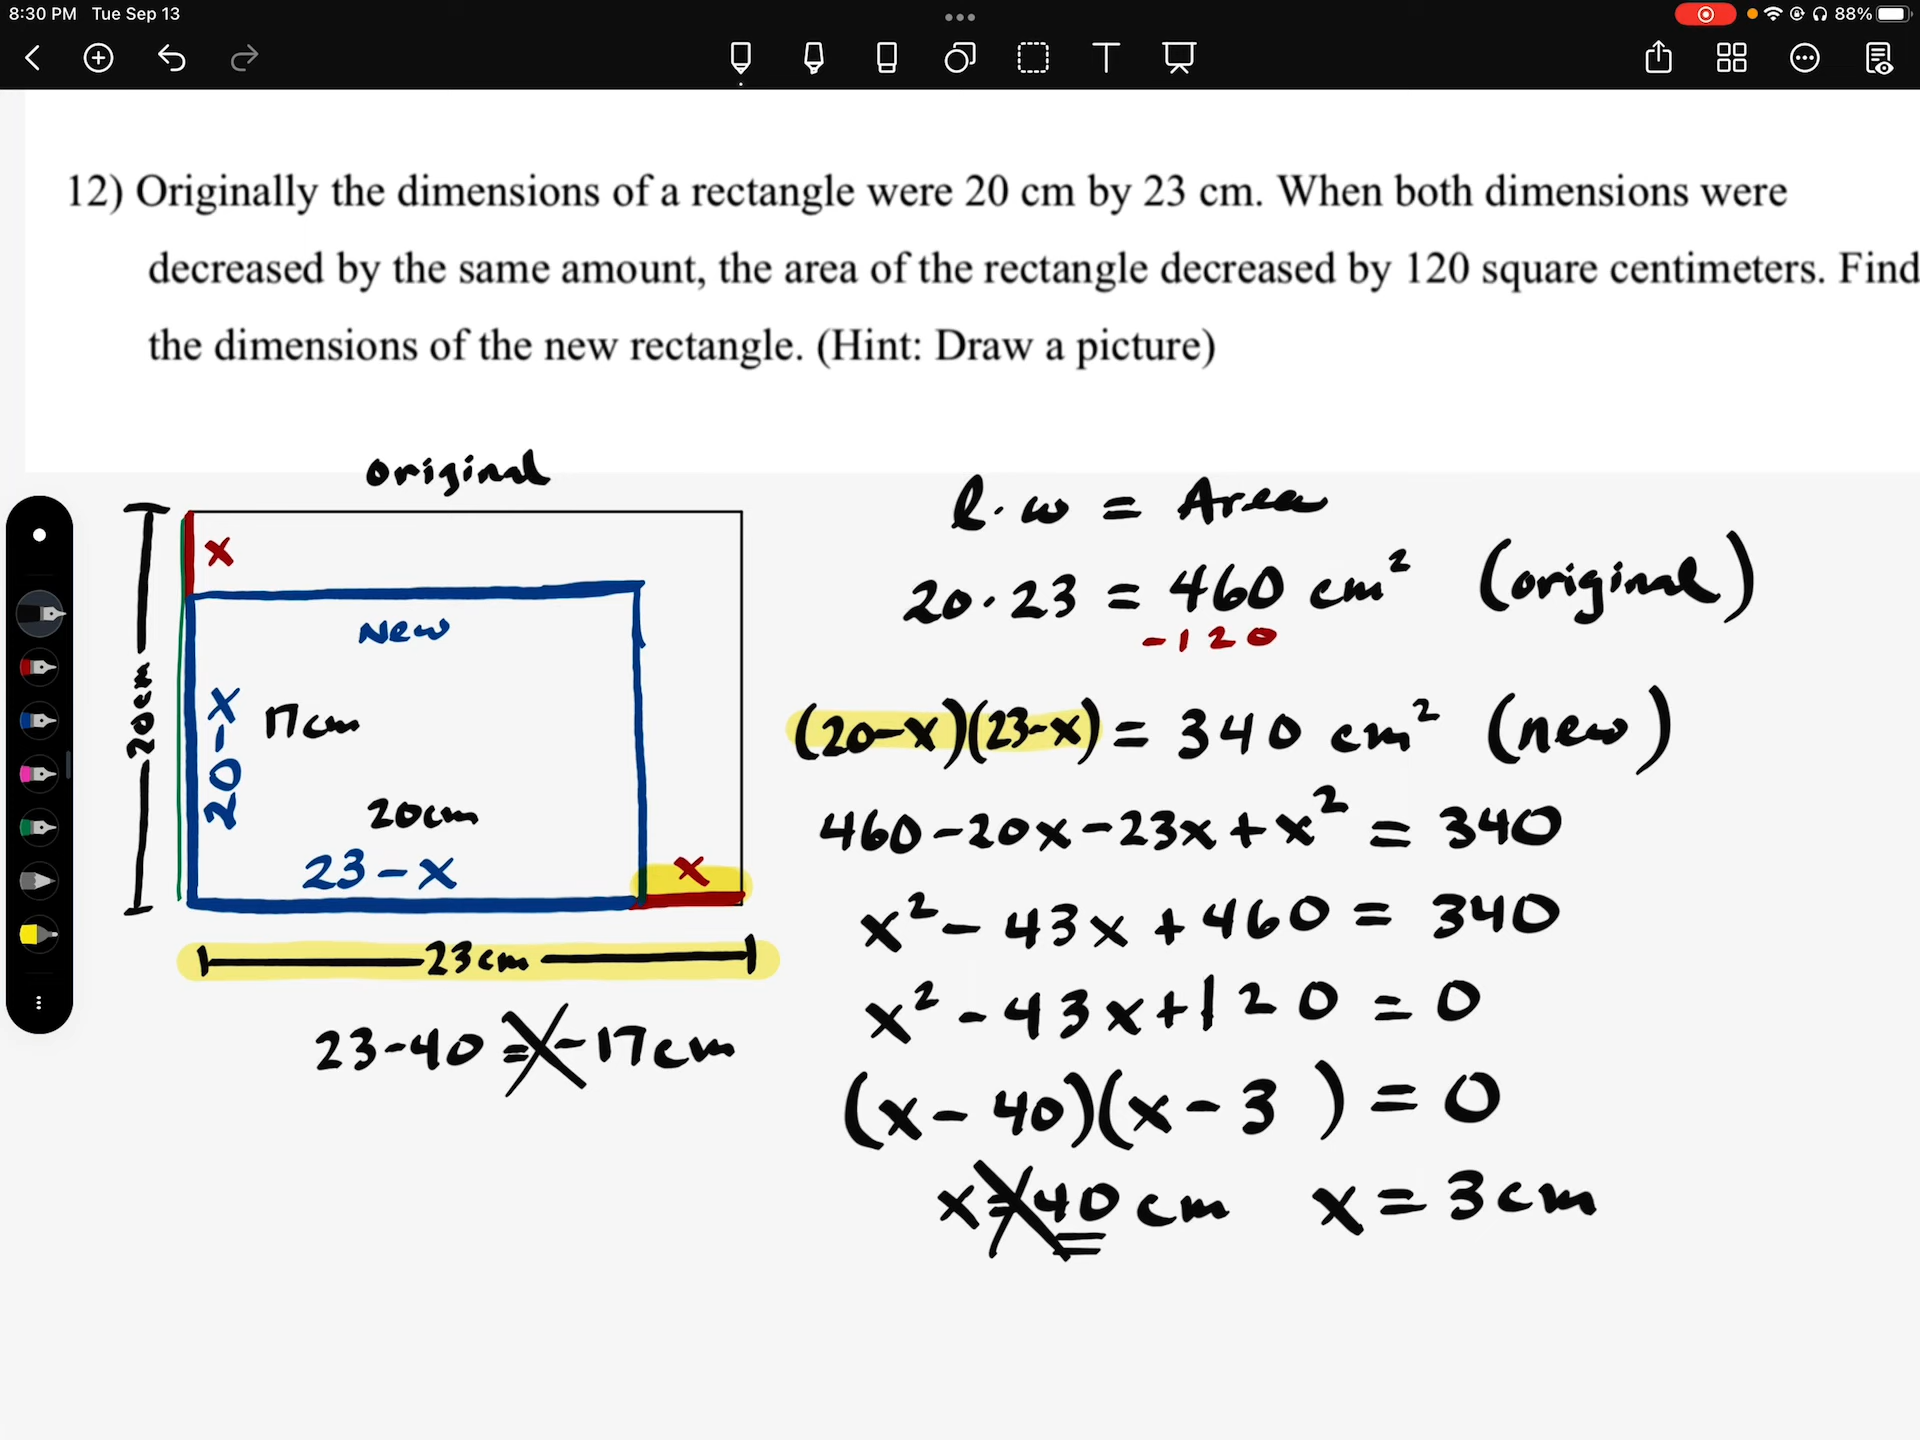 8:30 PM Tue Sep 13
88%
12) Originally the dimensions of a rectangle were 20 cm by 23 cm. When both dimensions were
decreased by the same amount, the area of the rectangle decreased by 120 square centimeters. Find
the dimensions of the new rectangle. (Hint: Draw a picture)
original
x
New
20cm
20-x
17cm
20cm
23-x
x
23cm
23-40 = -17cm
l. w = Area
20 · 23 = 460 cm² (original)
-120
(20-x)(23-x) = 340 cm² (new)
460-20x-23x+x² = 340
x² - 43x + 460 = 340
x² - 43x + 120 = 0
(x - 40)(x - 3 ) = 0
x = 40 cm x = 3cm